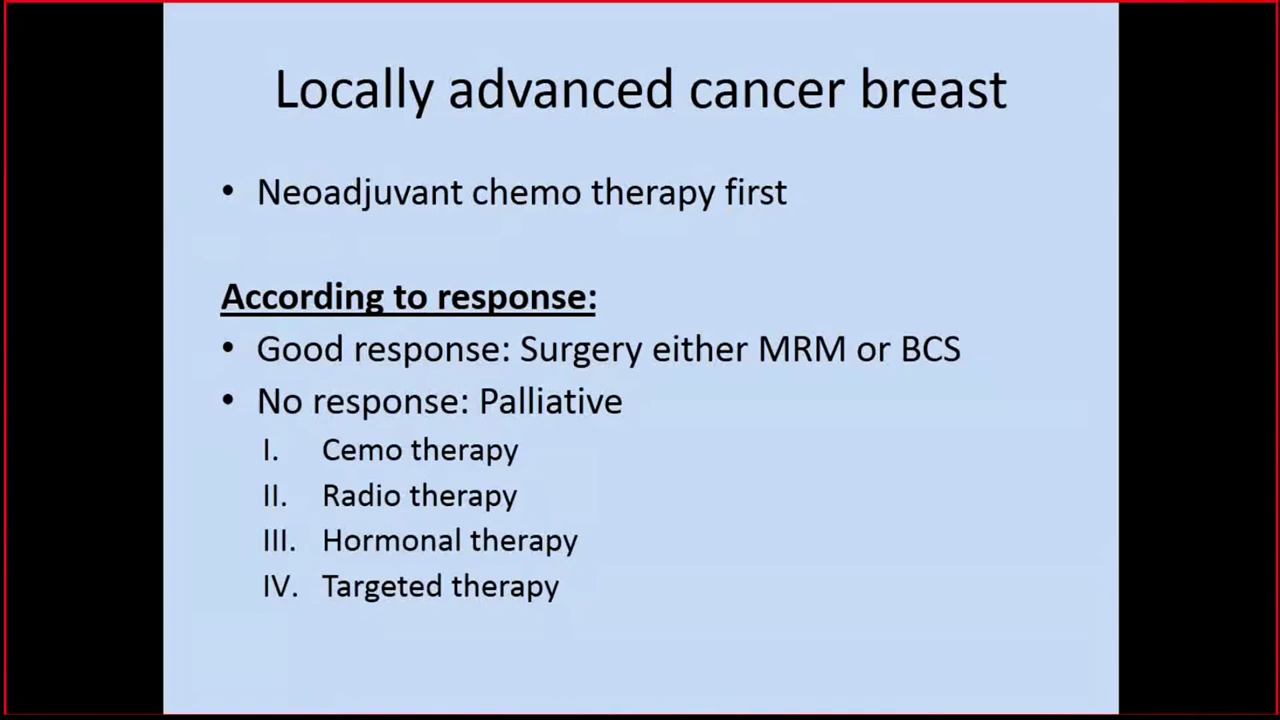 Locally advanced cancer breast
• Neoadjuvant chemo therapy first
According to response:
• Good response: Surgery either MRM or BCS
• No response: Palliative
I. Cemo therapy
II. Radio therapy
III. Hormonal therapy
IV. Targeted therapy